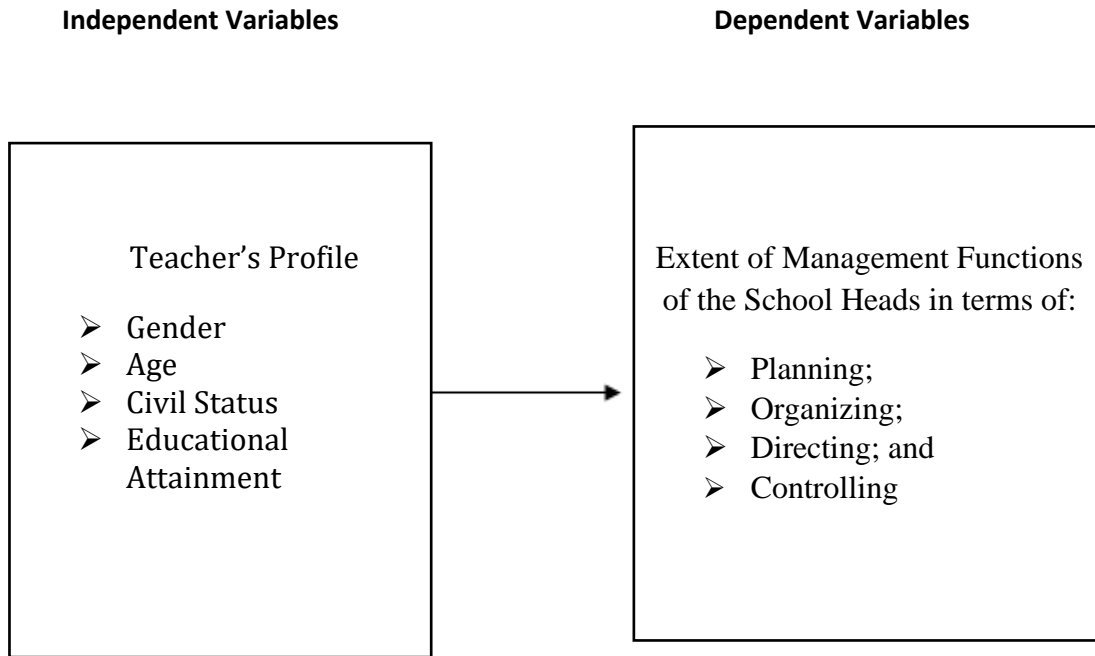 Independent Variables
Dependent Variables
Teacher’s Profile
➢ Gender
➢ Age
➢ Civil Status
➢ Educational
Attainment
Extent of Management Functions
of the School Heads in terms of:
➢ Planning;
➢ Organizing;
➢ Directing; and
➢ Controlling